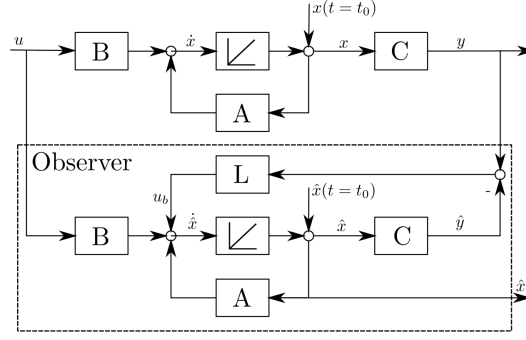 x(t = t₀)
u
B
ẋ
x
C
y
A
Observer
L
-
u_b
x̂(t = t₀)
B
x̂̇
x̂
C
ŷ
A
x̂